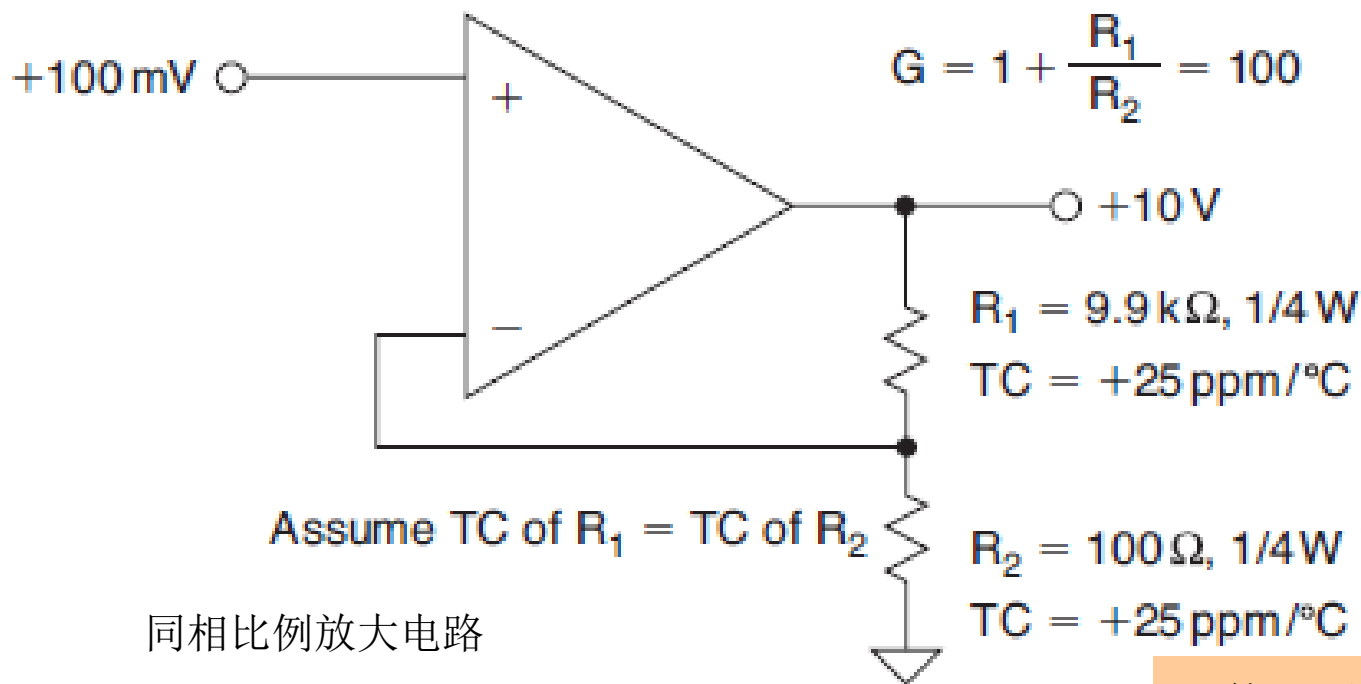 +100 mV
+
−
G = 1 + R₁/R₂ = 100
+10 V
R₁ = 9.9 kΩ, 1/4 W
TC = +25 ppm/°C
Assume TC of R₁ = TC of R₂
R₂ = 100 Ω, 1/4 W
TC = +25 ppm/°C
同相比例放大电路